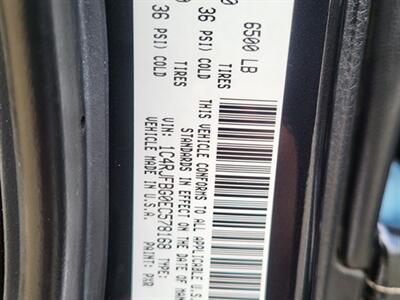 6500 LB
TIRES
36 PSI) COLD
TIRES
36 PSI) COLD
THIS VEHICLE CONFORMS TO ALL APPLICABLE U.S
STANDARDS IN EFFECT ON THE DATE OF
VIN: 1C4RJFBG0EC578168 TYPE:
VEHICLE MADE IN U.S.A. PAINT: PXR